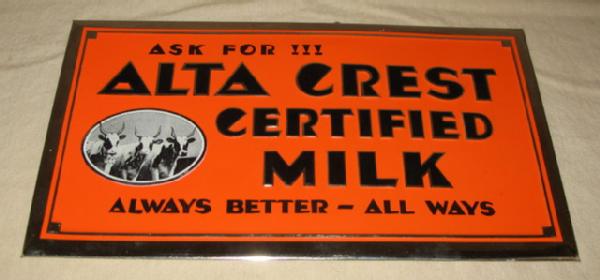 ASK FOR !!!
ALTA CREST
CERTIFIED
MILK
ALWAYS BETTER - ALL WAYS